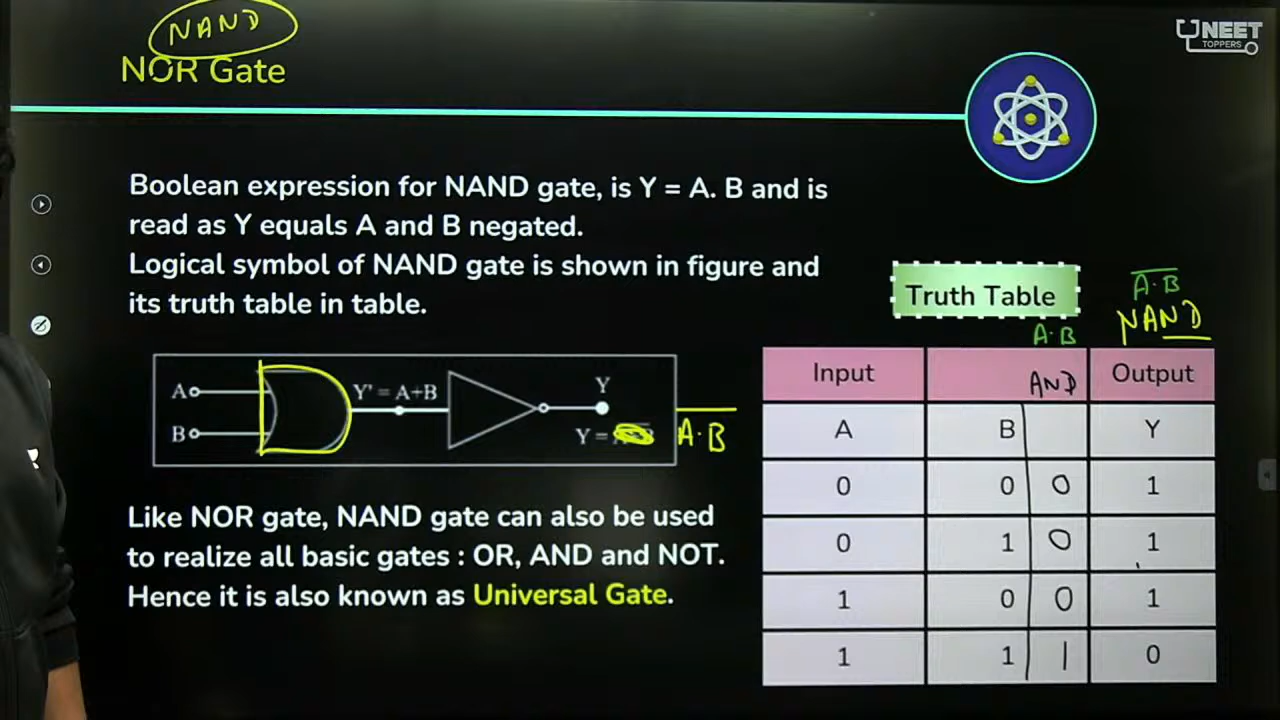 NAND
NOR Gate
NEET
TOPPERS
Boolean expression for NAND gate, is Y = A. B and is
read as Y equals A and B negated.
Logical symbol of NAND gate is shown in figure and
its truth table in table.
Truth Table
A·B
NAND
A·B
A
B
Y' = A+B
Y
Y =
A·B
Input AND Output
A B Y
0 0 0 1
0 1 0 1
1 0 0 1
1 1 1 0
Like NOR gate, NAND gate can also be used
to realize all basic gates : OR, AND and NOT.
Hence it is also known as Universal Gate.